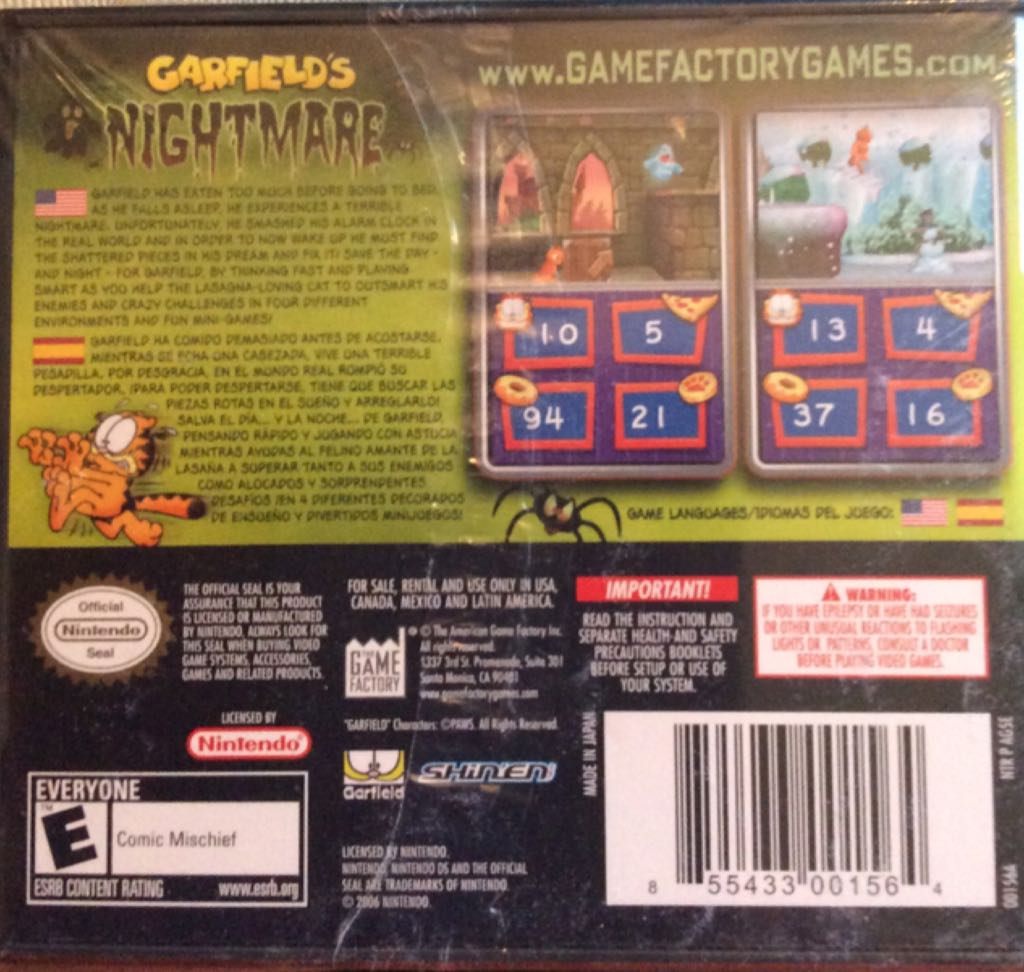 GARFIELD'S
NIGHTMARE
www.GAMEFACTORYGAMES.com
GARFIELD HAS EATEN TOO MUCH BEFORE GOING TO BED.
AS HE FALLS ASLEEP, HE EXPERIENCES A TERRIBLE
NIGHTMARE. UNFORTUNATELY, HE SMASHED HIS ALARM CLOCK IN
THE REAL WORLD AND IN ORDER TO NOW WAKE UP HE MUST FIND
THE SHATTERED PIECES IN HIS DREAM AND FIX IT! SAVE THE DAY -
AND NIGHT - FOR GARFIELD, BY THINKING FAST AND PLAYING
SMART AS YOU HELP THE LASAGNA-LOVING CAT TO OUTSMART HIS
ENEMIES AND CRAZY CHALLENGES IN FOUR DIFFERENT
ENVIRONMENTS AND FUN MINI-GAMES!
GARFIELD HA COMIDO DEMASIADO ANTES DE ACOSTARSE.
MIENTRAS SE ECHA UNA CABEZADA, VIVE UNA TERRIBLE
PESADILLA. POR DESGRACIA, EN EL MUNDO REAL ROMPIÓ SU
DESPERTADOR. ¡PARA PODER DESPERTARSE, TIENE QUE BUSCAR LAS
PIEZAS ROTAS EN EL SUEÑO Y ARREGLARLO!
SALVA EL DÍA... Y LA NOCHE... DE GARFIELD,
PENSANDO RÁPIDO Y JUGANDO CON ASTUCIA
MIENTRAS AYUDAS AL FELINO AMANTE DE LA
LASAÑA A SUPERAR TANTO A SUS ENEMIGOS
COMO ALOCADOS Y SORPRENDENTES
DESAFÍOS ¡EN 4 DIFERENTES DECORADOS
DE ENSUEÑO Y DIVERTIDOS MINIJUEGOS!
10 5
94 21
13 4
37 16
GAME LANGUAGES/IDIOMAS DEL JUEGO:
Official
Nintendo
Seal
THE OFFICIAL SEAL IS YOUR
ASSURANCE THAT THIS PRODUCT
IS LICENSED OR MANUFACTURED
BY NINTENDO. ALWAYS LOOK FOR
THIS SEAL WHEN BUYING VIDEO
GAME SYSTEMS, ACCESSORIES,
GAMES AND RELATED PRODUCTS.
FOR SALE, RENTAL AND USE ONLY IN USA,
CANADA, MEXICO AND LATIN AMERICA.
THE GAME
FACTORY
© The American Game Factory Inc.
All rights reserved.
1337 3rd St. Promenade, Suite 301
Santa Monica, CA 90401
www.gamefactorygames.com
"GARFIELD" Characters: ©PAWS. All Rights Reserved.
IMPORTANT!
READ THE INSTRUCTION AND
SEPARATE HEALTH AND SAFETY
PRECAUTIONS BOOKLETS
BEFORE SETUP OR USE OF
YOUR SYSTEM.
WARNING:
IF YOU HAVE EPILEPSY OR HAVE HAD SEIZURES
OR OTHER UNUSUAL REACTIONS TO FLASHING
LIGHTS OR PATTERNS, CONSULT A DOCTOR
BEFORE PLAYING VIDEO GAMES.
LICENSED BY
Nintendo
EVERYONE
E
Comic Mischief
ESRB CONTENT RATING www.esrb.org
Garfield
SHIN'EN
LICENSED BY NINTENDO.
NINTENDO, NINTENDO DS AND THE OFFICIAL
SEAL ARE TRADEMARKS OF NINTENDO.
© 2006 NINTENDO.
MADE IN JAPAN
8 55433 00156 4
NTR P AG5E
00156A